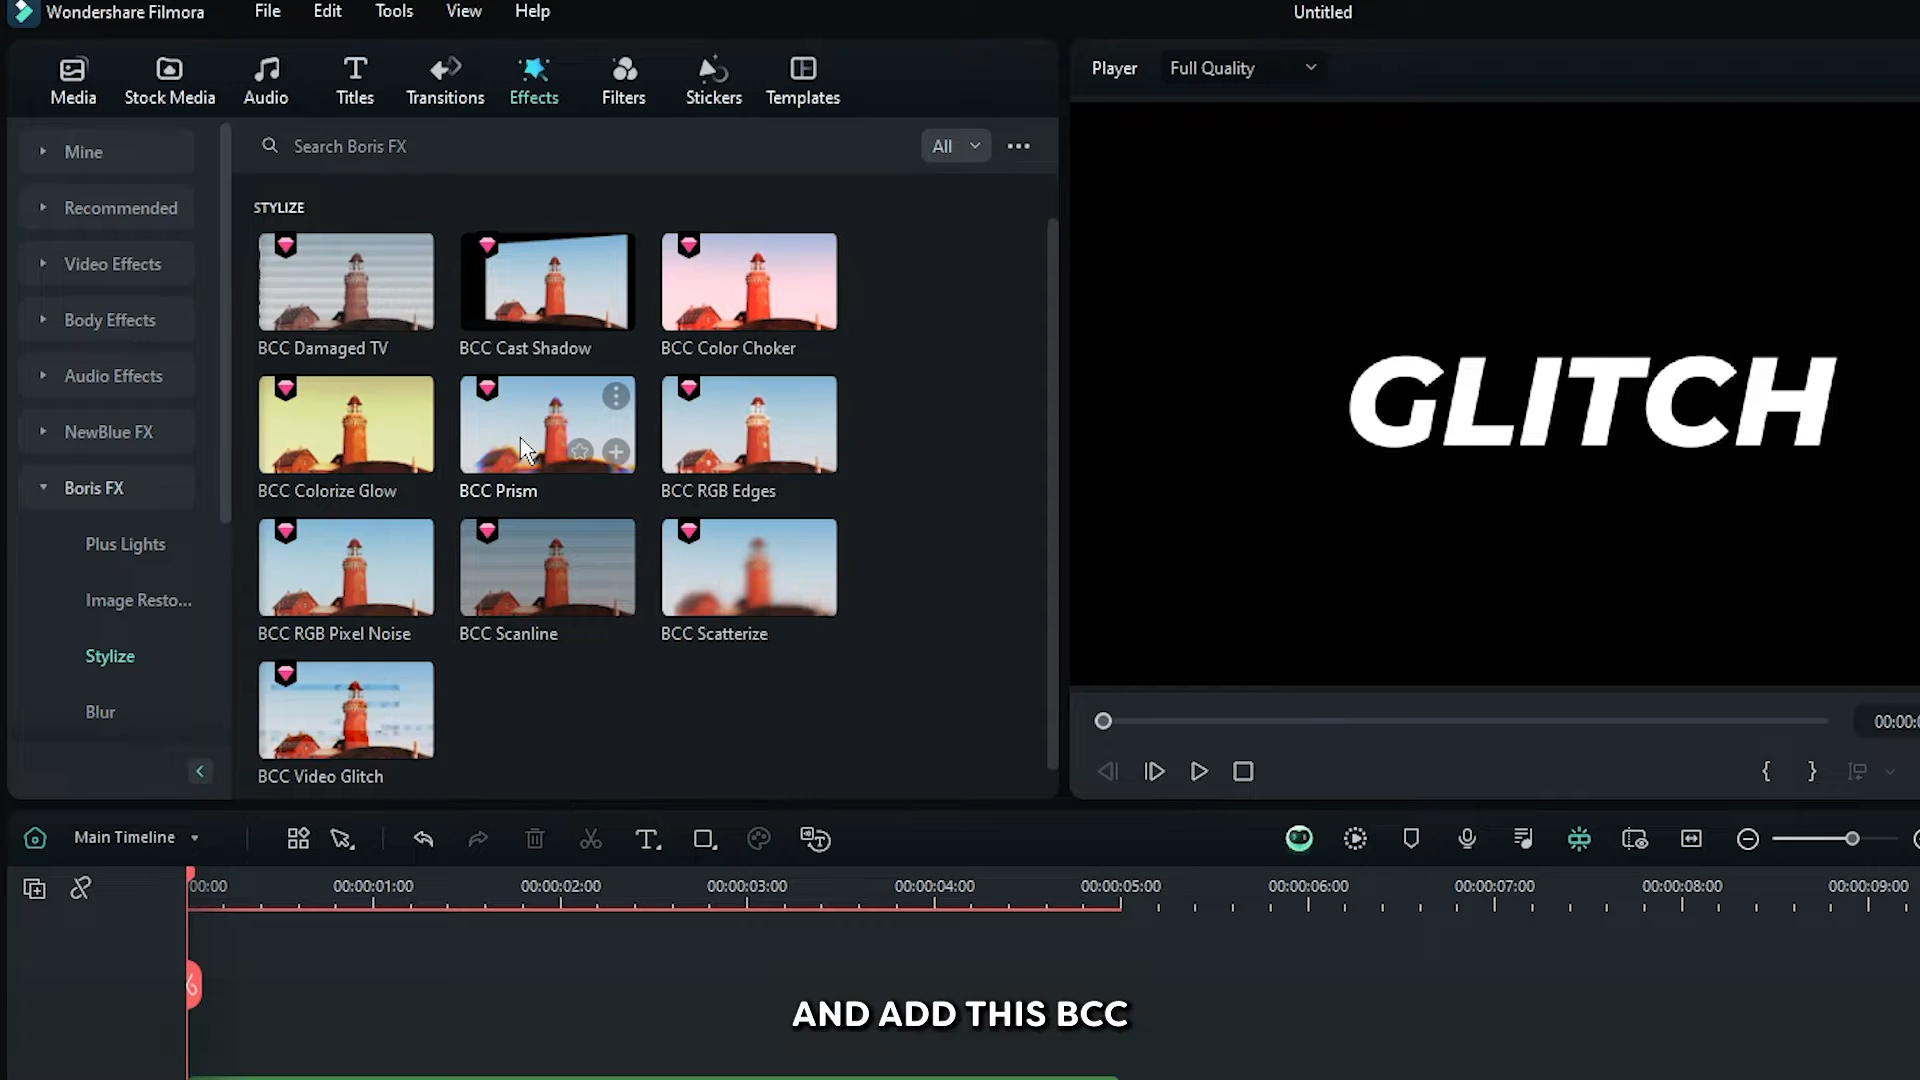 Wondershare Filmora File Edit Tools View Help Untitled
Media Stock Media Audio Titles Transitions Effects Filters Stickers Templates
Player Full Quality
Mine
Recommended
Video Effects
Body Effects
Audio Effects
NewBlue FX
Boris FX
Plus Lights
Image Resto...
Stylize
Blur
Search Boris FX All
STYLIZE
BCC Damaged TV BCC Cast Shadow BCC Color Choker
BCC Colorize Glow BCC Prism BCC RGB Edges
BCC RGB Pixel Noise BCC Scanline BCC Scatterize
BCC Video Glitch
GLITCH
Main Timeline
00:00 00:00:01:00 00:00:02:00 00:00:03:00 00:00:04:00 00:00:05:00 00:00:06:00 00:00:07:00 00:00:08:00 00:00:09:00
AND ADD THIS BCC